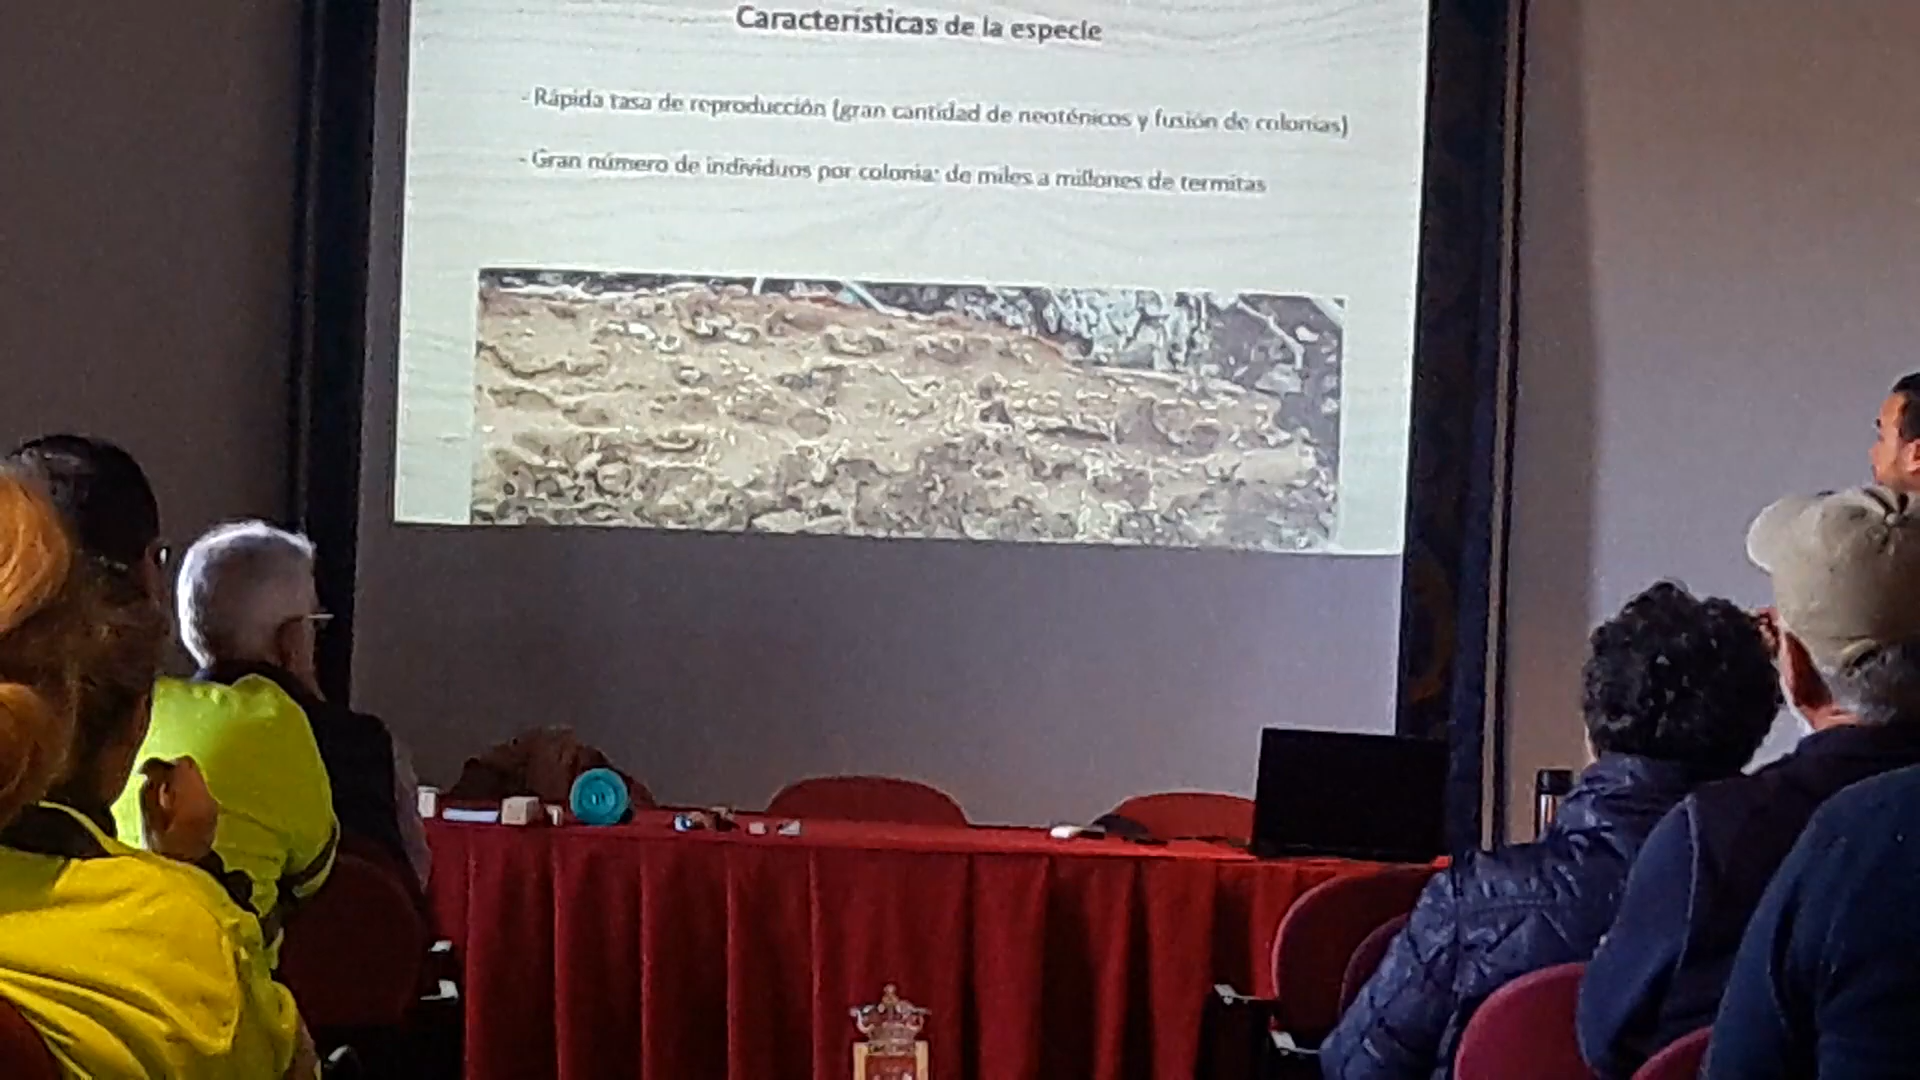 Características de la especie
- Rápida tasa de reproducción (gran cantidad de neoténicos y fusión de colonias)
- Gran número de individuos por colonia: de miles a millones de termitas